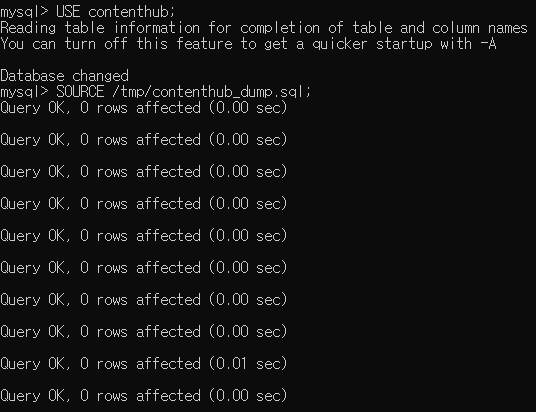 mysql> USE contenthub;
Reading table information for completion of table and column names
You can turn off this feature to get a quicker startup with -A
Database changed
mysql> SOURCE /tmp/contenthub_dump.sql;
Query OK, 0 rows affected (0.00 sec)
Query OK, 0 rows affected (0.00 sec)
Query OK, 0 rows affected (0.00 sec)
Query OK, 0 rows affected (0.00 sec)
Query OK, 0 rows affected (0.00 sec)
Query OK, 0 rows affected (0.00 sec)
Query OK, 0 rows affected (0.00 sec)
Query OK, 0 rows affected (0.00 sec)
Query OK, 0 rows affected (0.01 sec)
Query OK, 0 rows affected (0.00 sec)